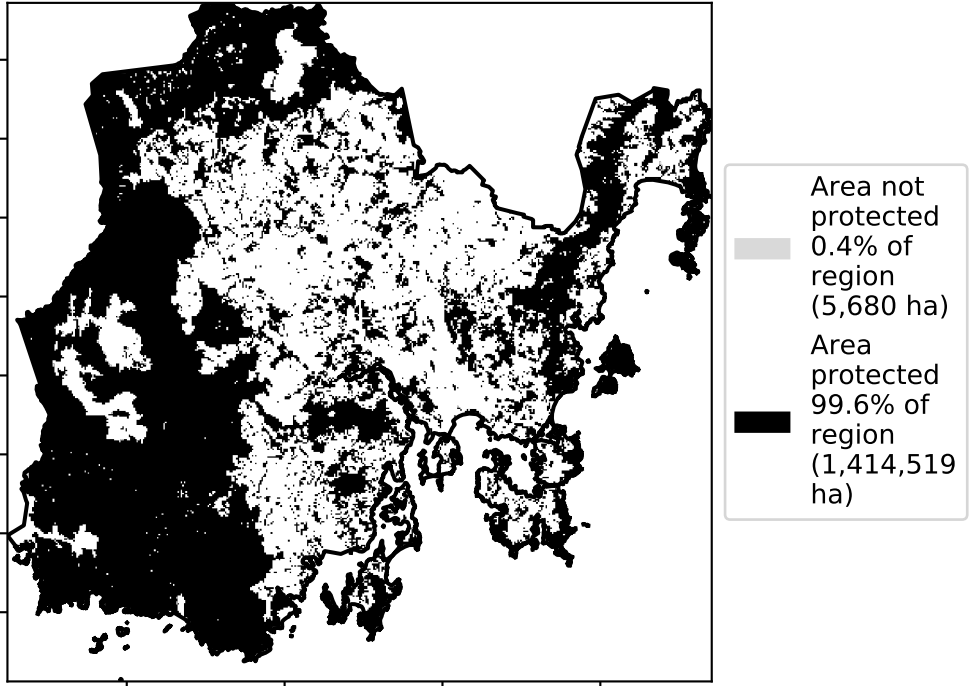 Area not
protected
0.4% of
region
(5,680 ha)
Area
protected
99.6% of
region
(1,414,519
ha)